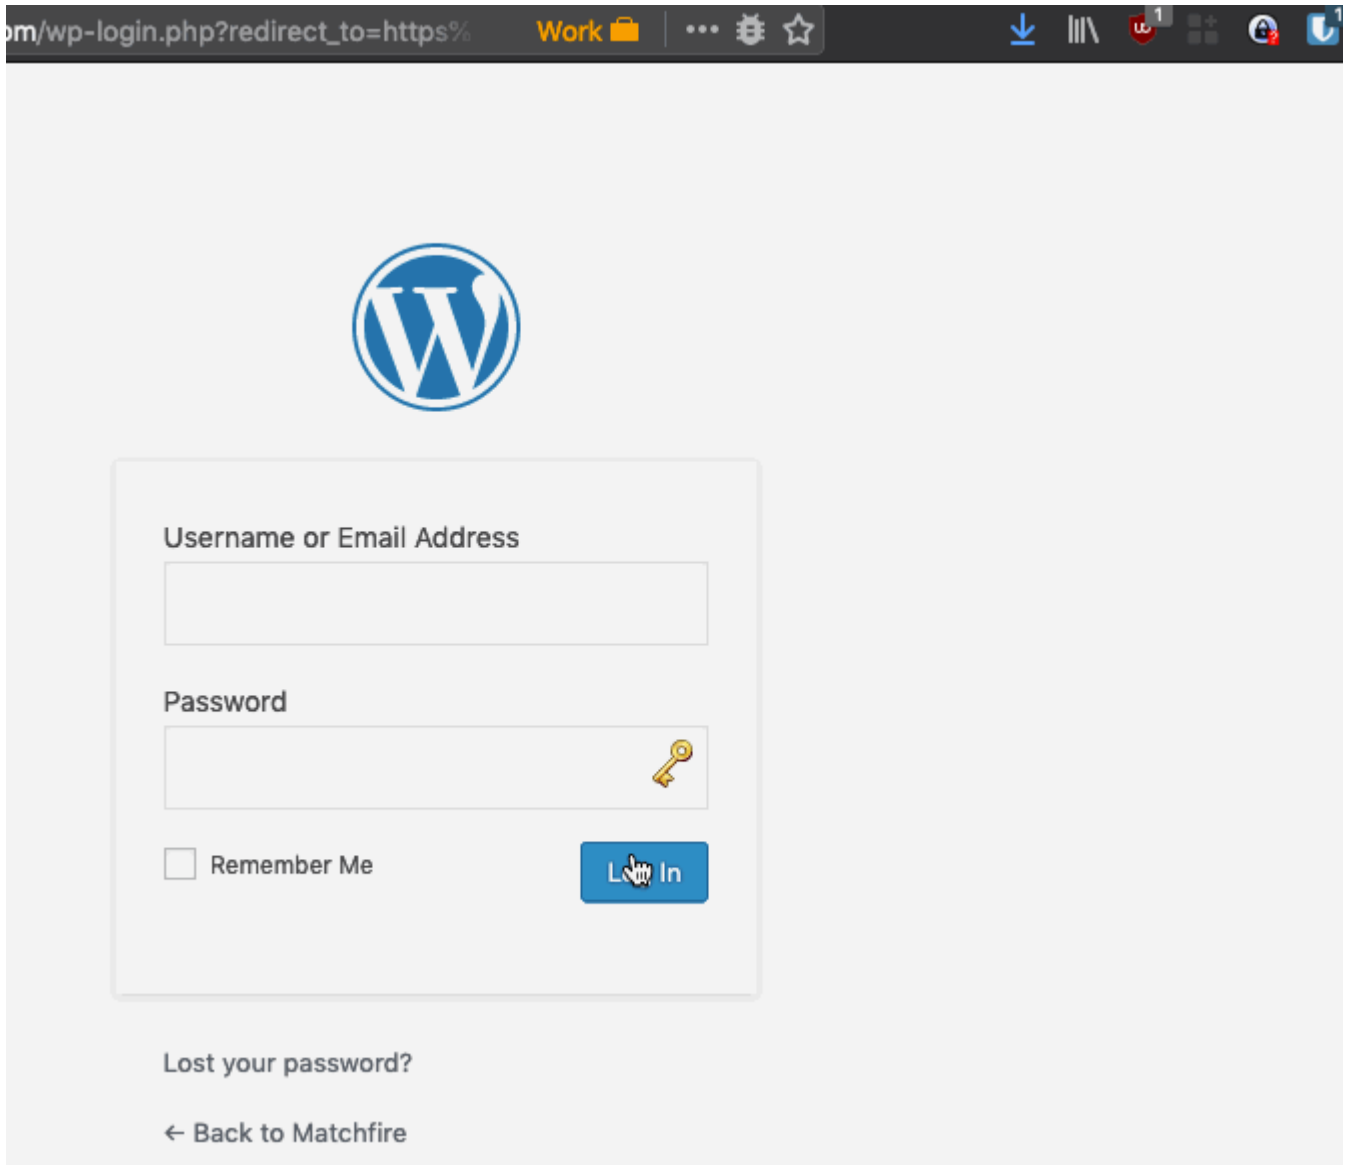 om/wp-login.php?redirect_to=https%
Work
1
1
Username or Email Address
Password
Remember Me
Log In
Lost your password?
← Back to Matchfire